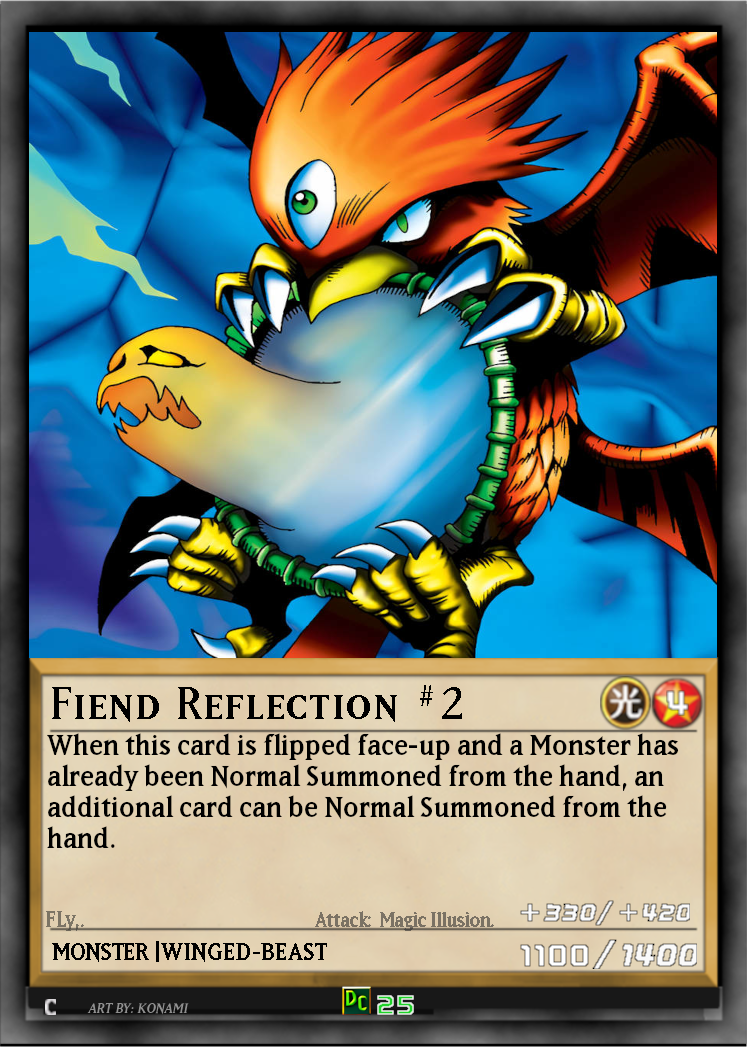 Fiend Reflection #2
光 4
When this card is flipped face-up and a Monster has
already been Normal Summoned from the hand, an
additional card can be Normal Summoned from the
hand.
FLy,. Attack: Magic Illusion. +330/+420
MONSTER |WINGED-BEAST 1100/1400
C ART BY: KONAMI DC 25